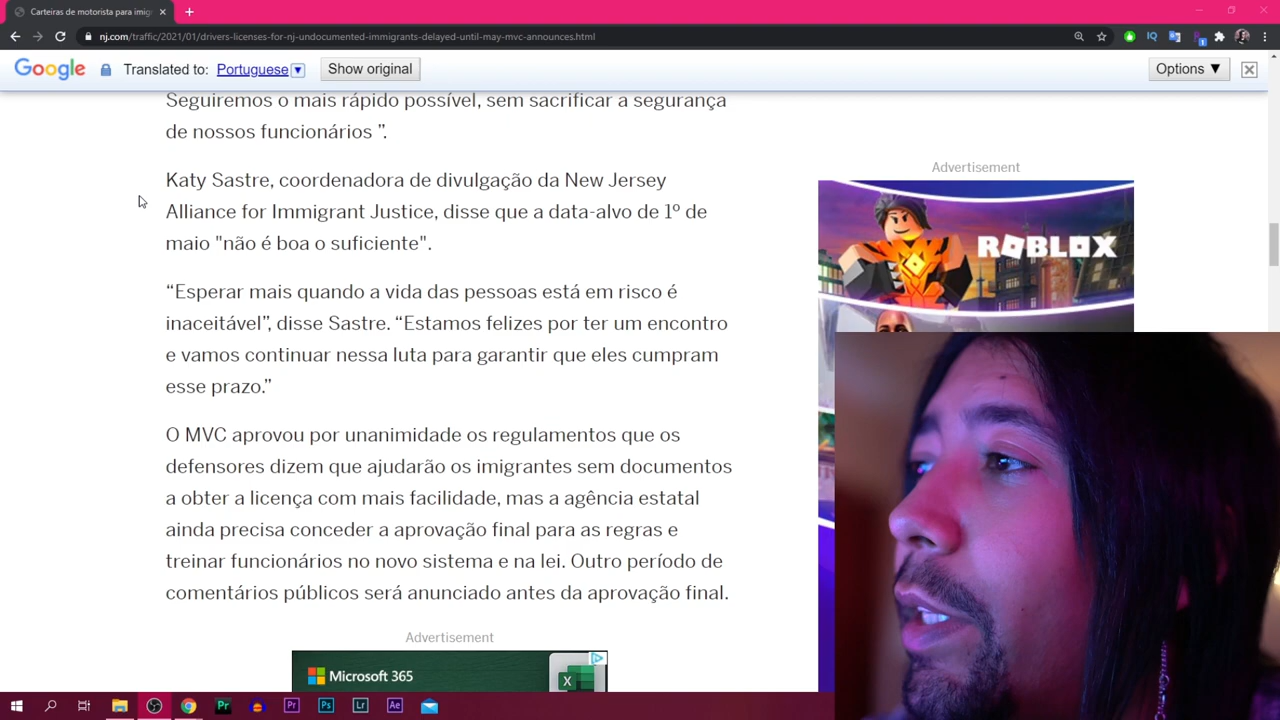 Carteiras de motorista para imig
nj.com/traffic/2021/01/drivers-licenses-for-nj-undocumented-immigrants-delayed-until-may-mvc-announces.html
Google Translated to: Portuguese Show original Options ▼
Seguiremos o mais rápido possível, sem sacrificar a segurança
de nossos funcionários ”.
Katy Sastre, coordenadora de divulgação da New Jersey
Alliance for Immigrant Justice, disse que a data-alvo de 1º de
maio "não é boa o suficiente".
“Esperar mais quando a vida das pessoas está em risco é
inaceitável”, disse Sastre. “Estamos felizes por ter um encontro
e vamos continuar nessa luta para garantir que eles cumpram
esse prazo.”
O MVC aprovou por unanimidade os regulamentos que os
defensores dizem que ajudarão os imigrantes sem documentos
a obter a licença com mais facilidade, mas a agência estatal
ainda precisa conceder a aprovação final para as regras e
treinar funcionários no novo sistema e na lei. Outro período de
comentários públicos será anunciado antes da aprovação final.
Advertisement
Microsoft 365
Advertisement
ROBLOX
IQ
Pr
Pr
Ps
Lr
Ae